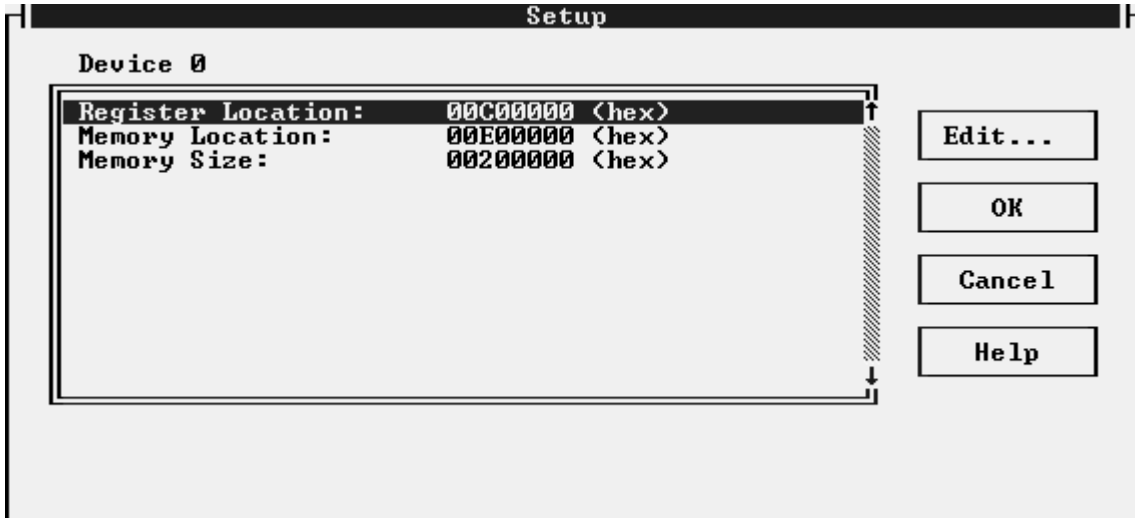 Setup
Device 0
Register Location: 00C00000 (hex)
Memory Location: 00E00000 (hex)
Memory Size: 00200000 (hex)
Edit...
OK
Cancel
Help